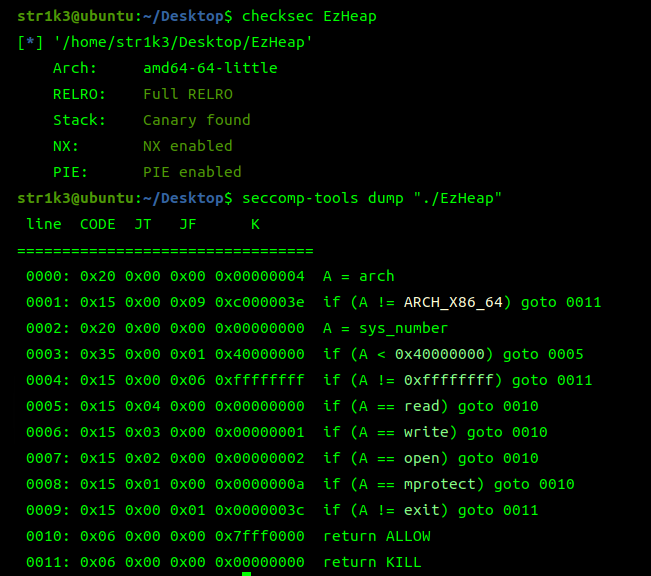 str1k3@ubuntu:~/Desktop$ checksec EzHeap
[*] '/home/str1k3/Desktop/EzHeap'
    Arch:     amd64-64-little
    RELRO:    Full RELRO
    Stack:    Canary found
    NX:       NX enabled
    PIE:      PIE enabled
str1k3@ubuntu:~/Desktop$ seccomp-tools dump "./EzHeap"
 line  CODE  JT   JF      K
=================================
 0000: 0x20 0x00 0x00 0x00000004  A = arch
 0001: 0x15 0x00 0x09 0xc000003e  if (A != ARCH_X86_64) goto 0011
 0002: 0x20 0x00 0x00 0x00000000  A = sys_number
 0003: 0x35 0x00 0x01 0x40000000  if (A < 0x40000000) goto 0005
 0004: 0x15 0x00 0x06 0xffffffff  if (A != 0xffffffff) goto 0011
 0005: 0x15 0x04 0x00 0x00000000  if (A == read) goto 0010
 0006: 0x15 0x03 0x00 0x00000001  if (A == write) goto 0010
 0007: 0x15 0x02 0x00 0x00000002  if (A == open) goto 0010
 0008: 0x15 0x01 0x00 0x0000000a  if (A == mprotect) goto 0010
 0009: 0x15 0x00 0x01 0x0000003c  if (A != exit) goto 0011
 0010: 0x06 0x00 0x00 0x7fff0000  return ALLOW
 0011: 0x06 0x00 0x00 0x00000000  return KILL